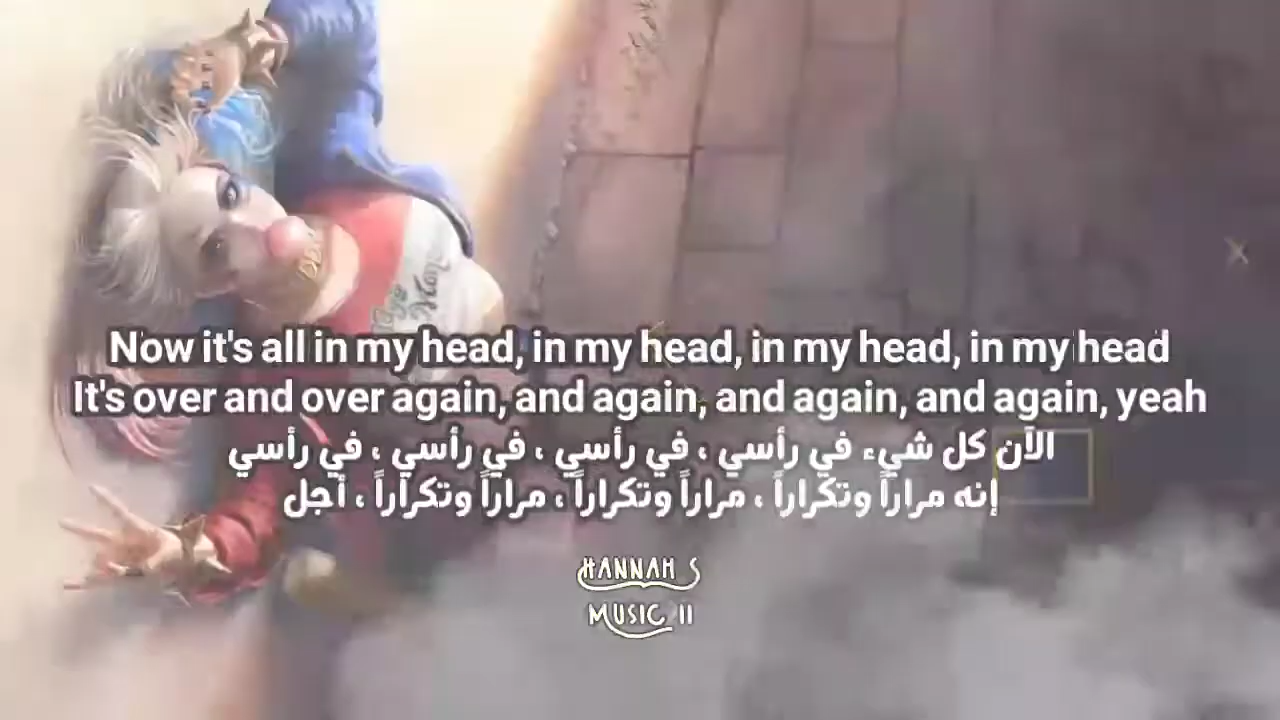 Now it's all in my head, in my head, in my head, in my head
It's over and over again, and again, and again, and again, yeah
الآن كل شيء في رأسي ، في رأسي ، في رأسي ، في رأسي
إنه مراراً وتكراراً ، مراراً وتكراراً ، مراراً وتكراراً ، أجل
HANNAH S
MUSIC II